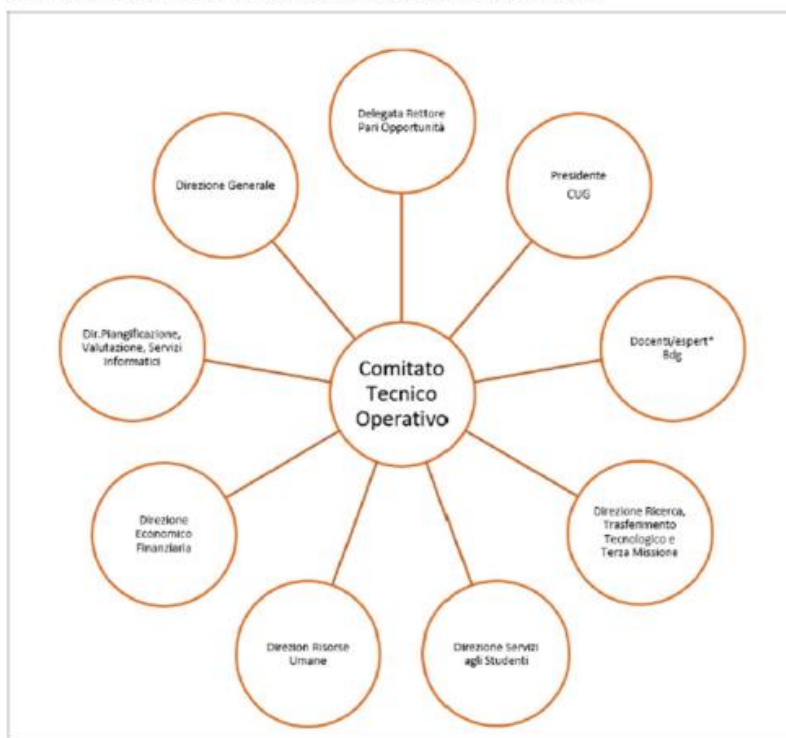 Delegata Rettore
Pari Opportunità
Presidente
CUG
Docenti/espert*
Bdg
Direzione Ricerca,
Trasferimento
Tecnologico e
Terza Missione
Direzione Servizi
agli Studenti
Direzion Risorse
Umane
Direzione
Economico
Finanziaria
Dir.Piangificazione,
Valutazione, Servizi
Informatici
Direzione Generale
Comitato
Tecnico
Operativo